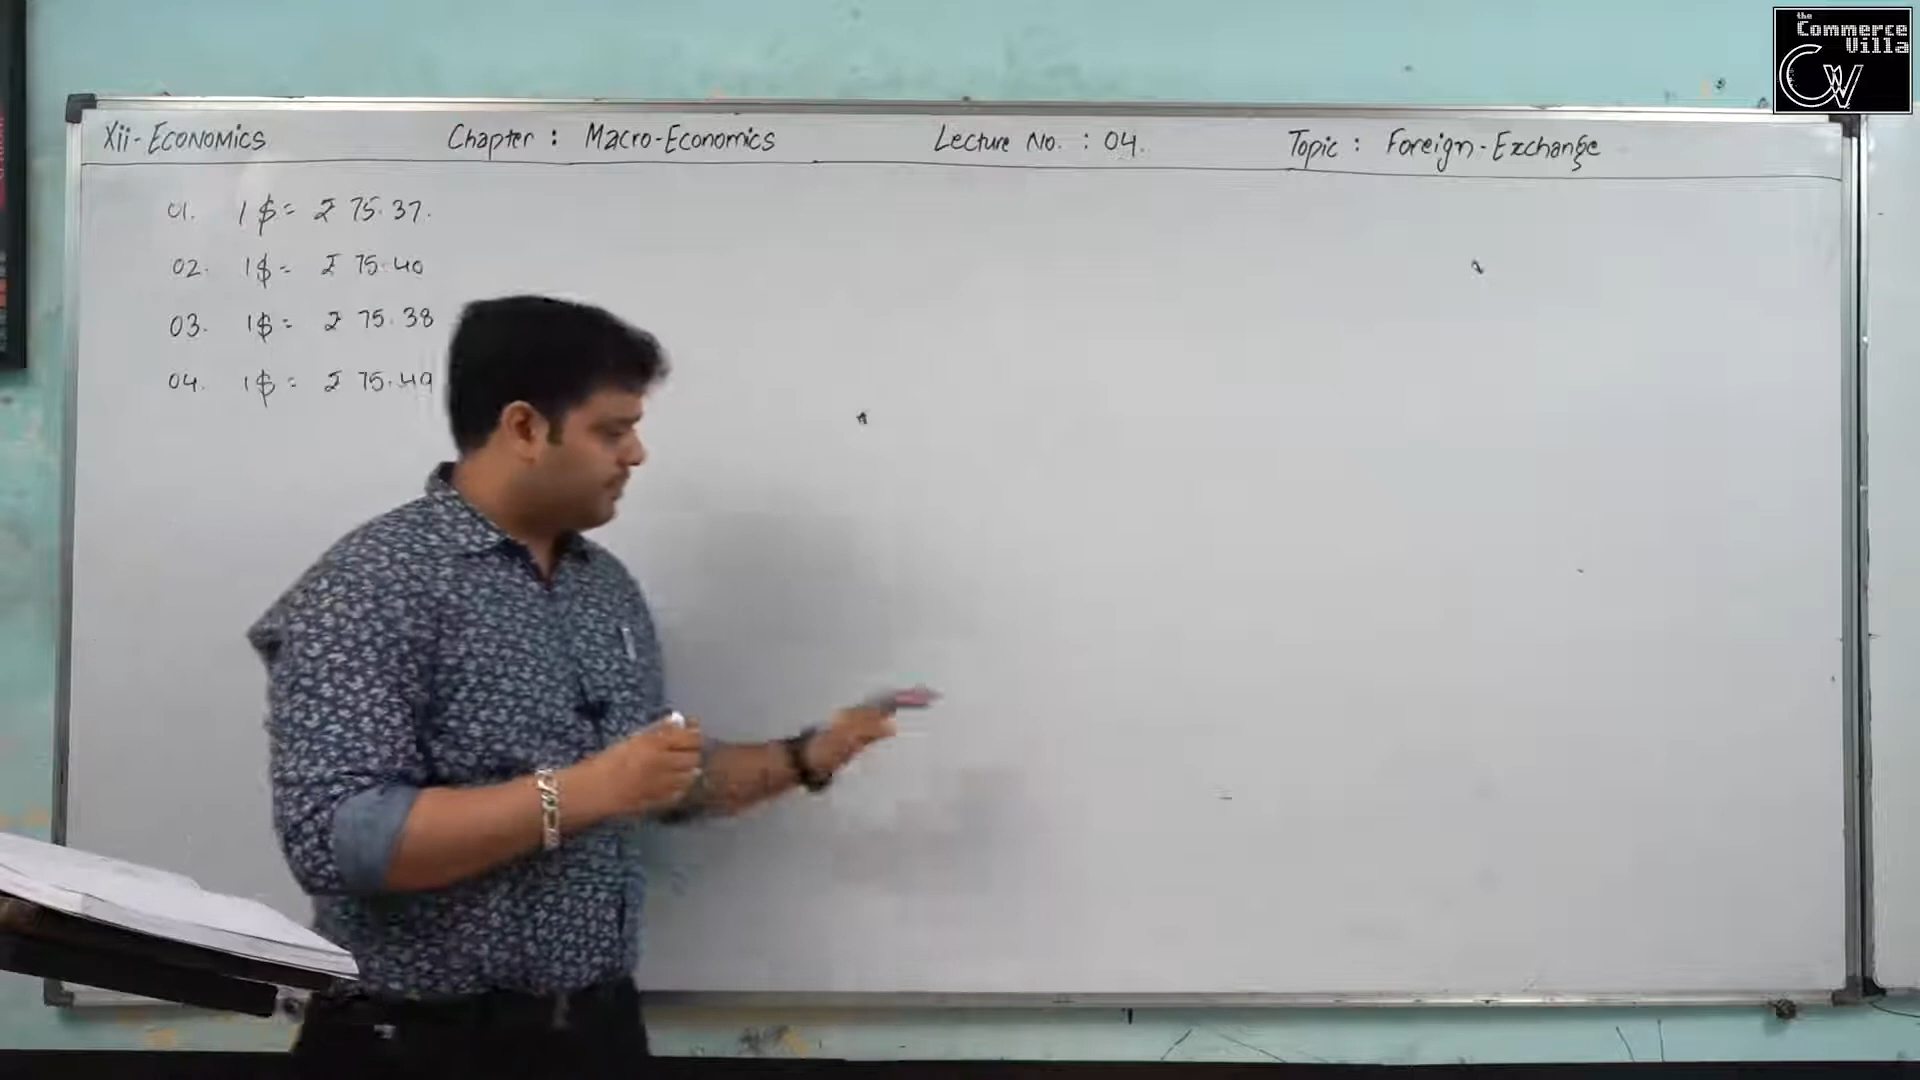 the
Commerce
Villa
CW
Xii - ECONOMICS Chapter : Macro-Economics Lecture No. : 04. Topic : Foreign-Exchange
01. 1$ = ₹ 75.37.
02. 1$ = ₹ 75.40
03. 1$ = ₹ 75.38
04. 1$ = ₹ 75.49